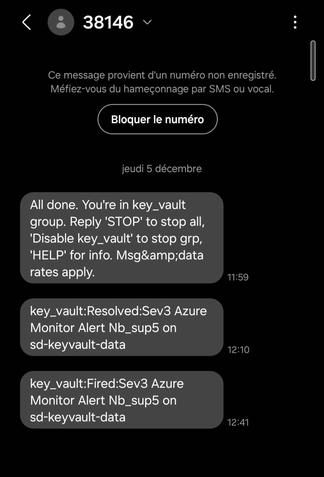 38146
Ce message provient d'un numéro non enregistré.
Méfiez-vous du hameçonnage par SMS ou vocal.
Bloquer le numéro
jeudi 5 décembre
All done. You're in key_vault
group. Reply 'STOP' to stop all,
'Disable key_vault' to stop grp,
'HELP' for info. Msg&amp;data
rates apply.
11:59
key_vault:Resolved:Sev3 Azure
Monitor Alert Nb_sup5 on
sd-keyvault-data
12:10
key_vault:Fired:Sev3 Azure
Monitor Alert Nb_sup5 on
sd-keyvault-data
12:41